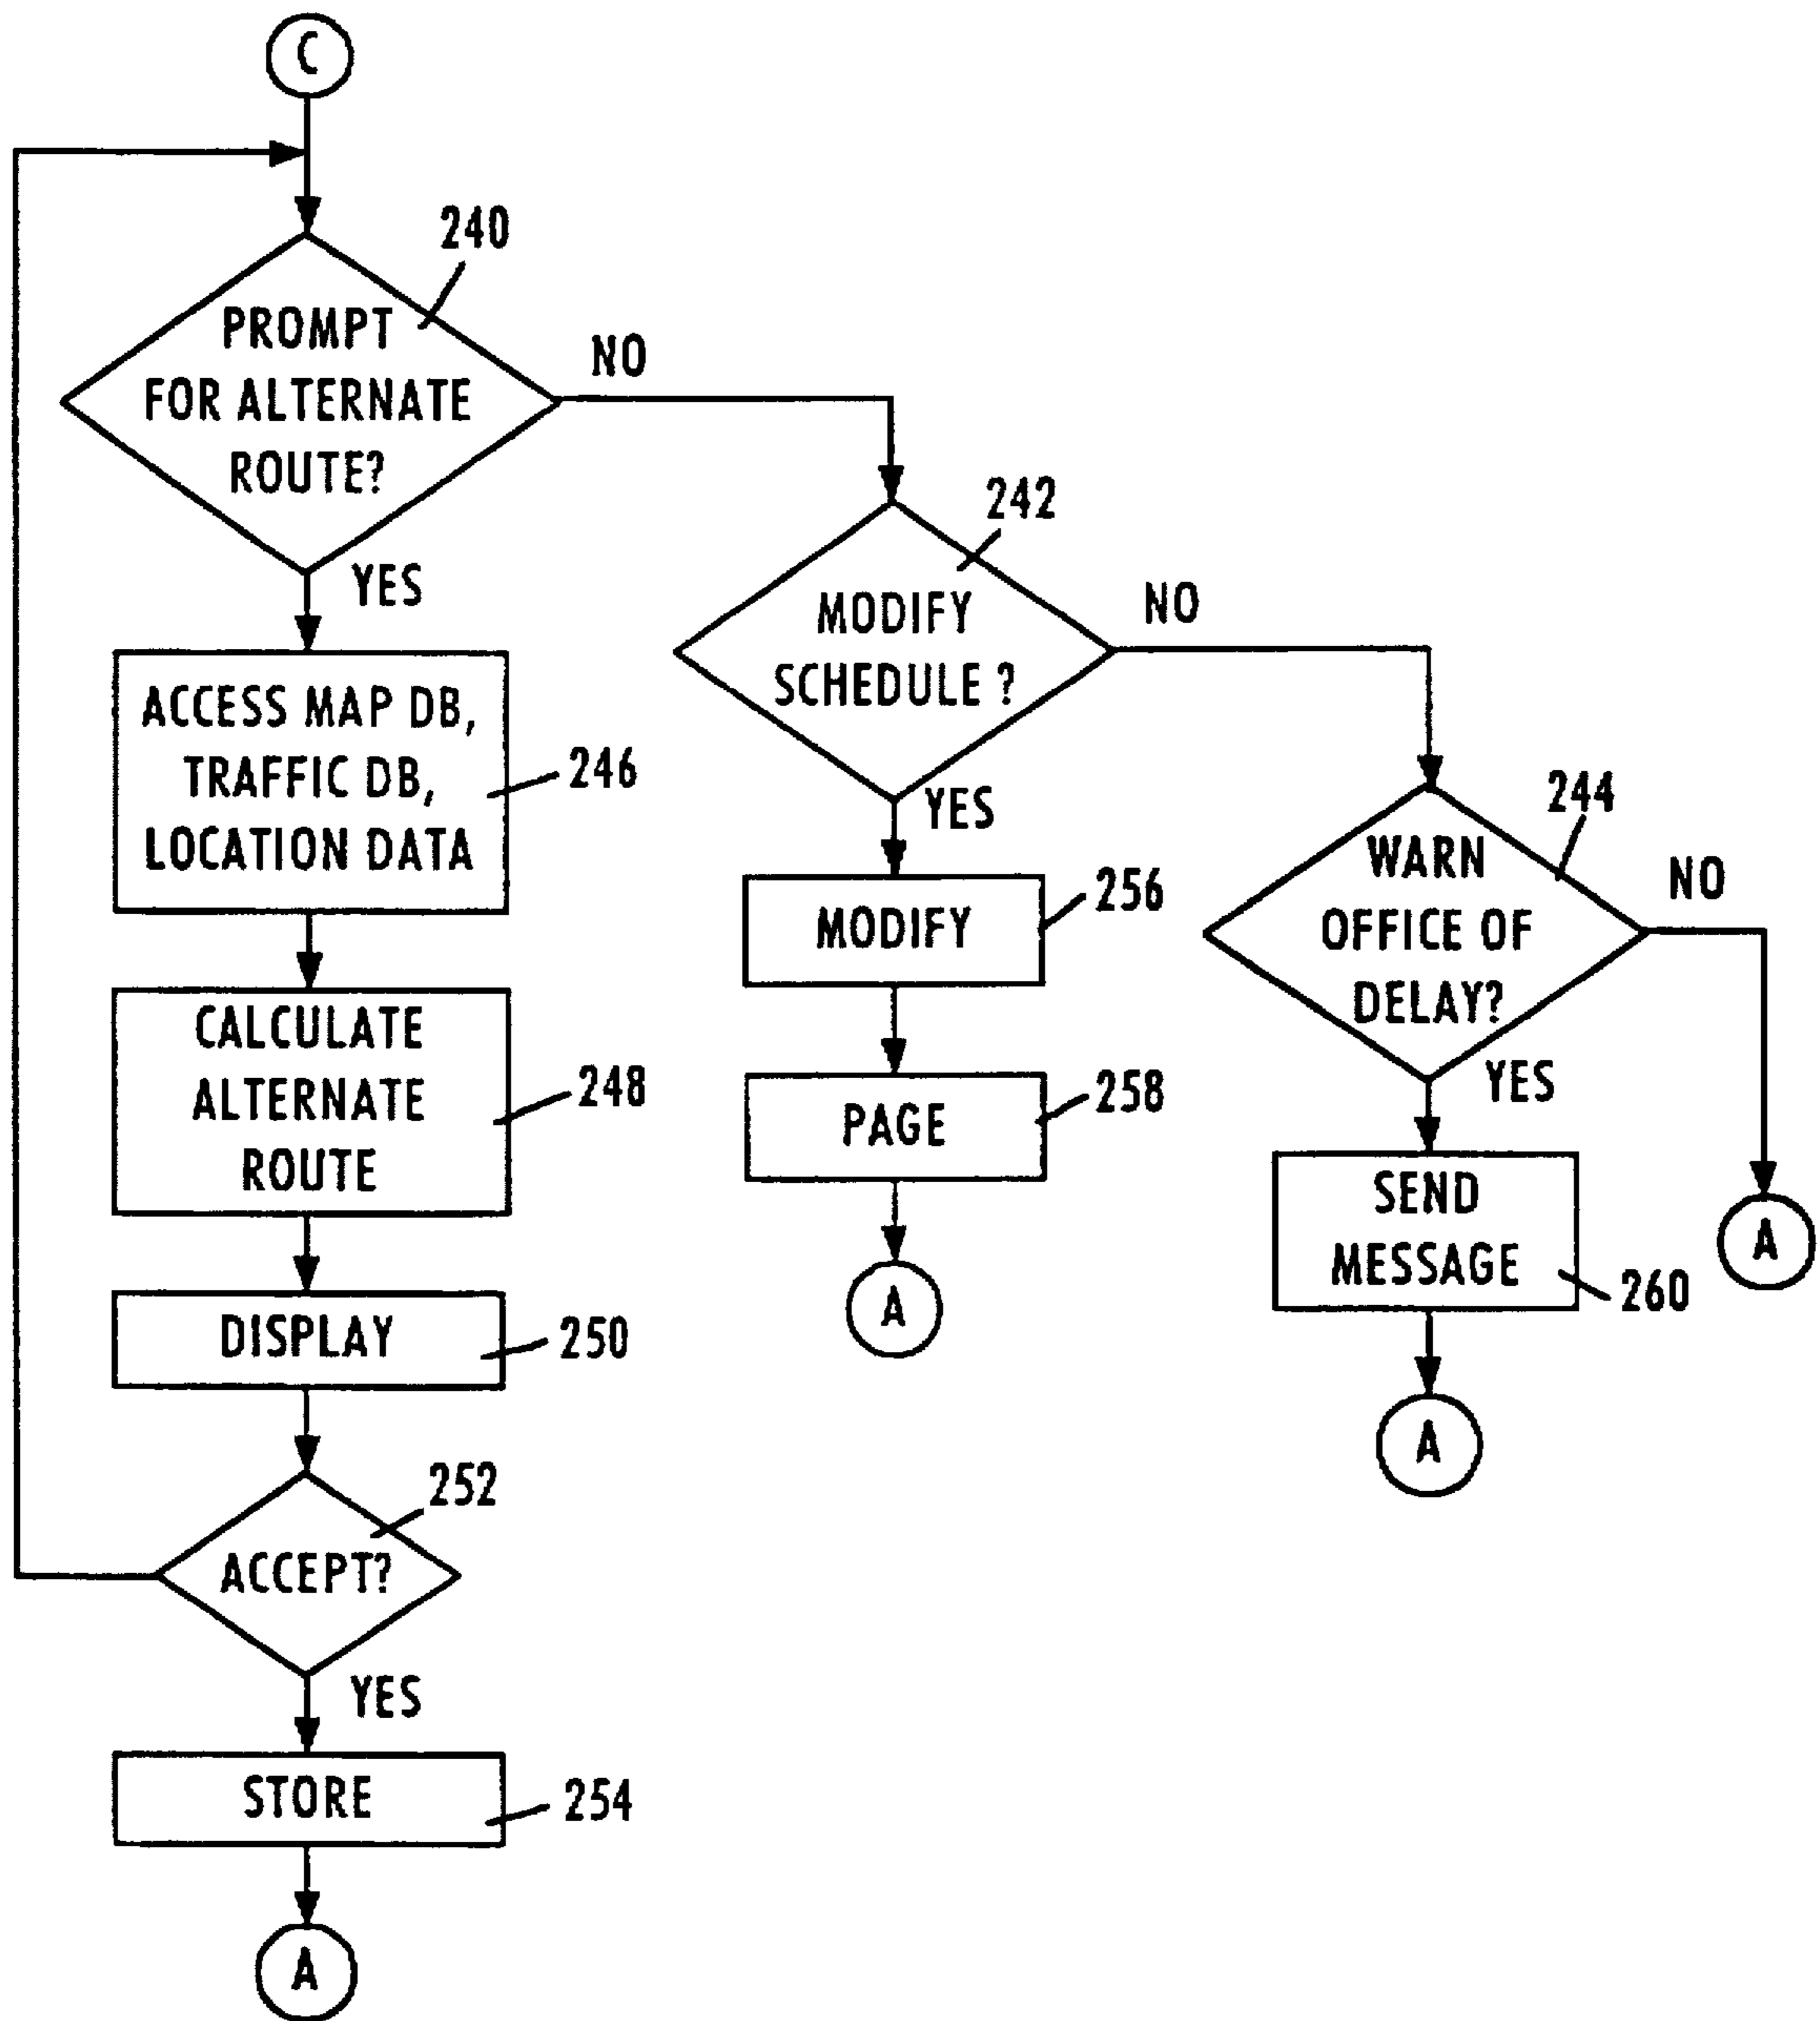 C
240
PROMPT
FOR ALTERNATE
ROUTE?
NO
YES
242
MODIFY
SCHEDULE ?
NO
YES
244
WARN
OFFICE OF
DELAY?
NO
YES
ACCESS MAP DB,
TRAFFIC DB,
LOCATION DATA
246
CALCULATE
ALTERNATE
ROUTE
248
DISPLAY
250
252
ACCEPT?
YES
STORE
254
A
MODIFY
256
PAGE
258
A
SEND
MESSAGE
260
A
A